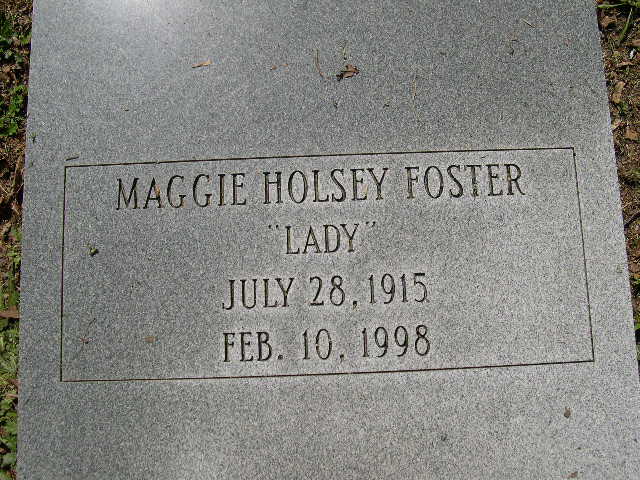 MAGGIE HOLSEY FOSTER
"LADY"
JULY 28, 1915
FEB. 10, 1998